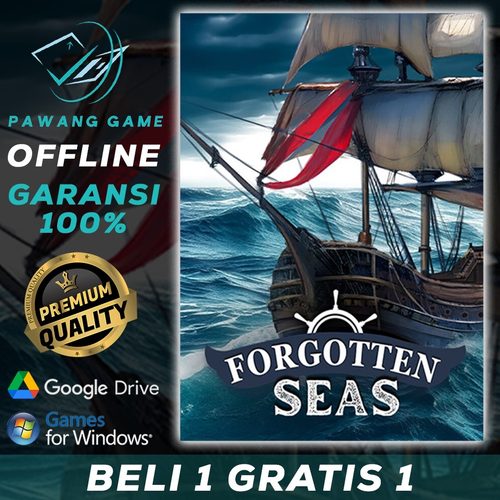 PAWANG GAME
OFFLINE
GARANSI
100%
PREMIUM
QUALITY
Google Drive
Games
for Windows®
FORGOTTEN
SEAS
BELI 1 GRATIS 1